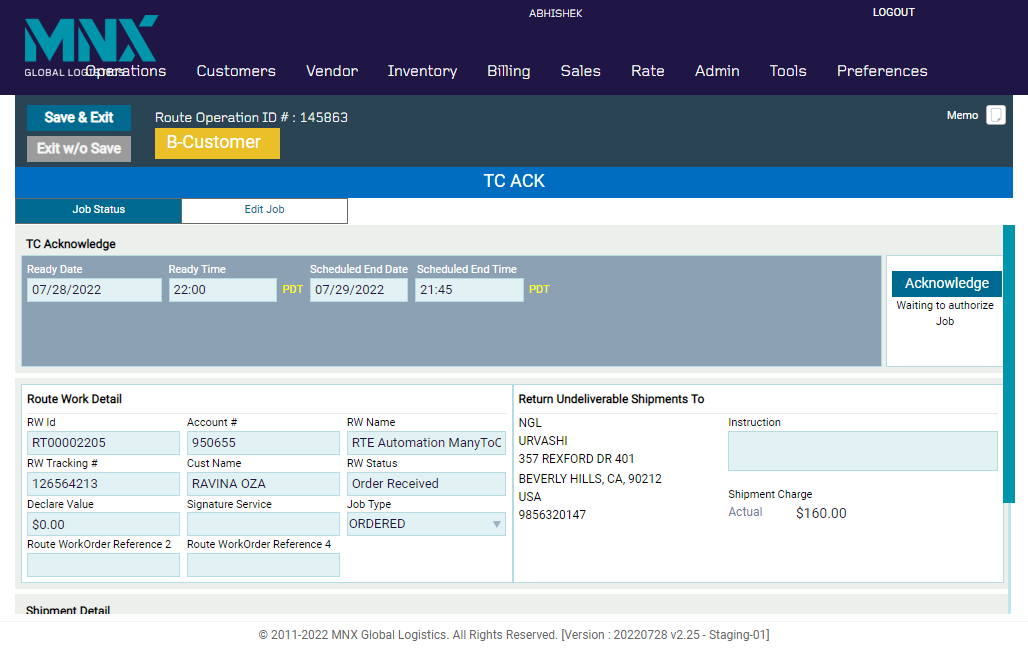 ABHISHEK
LOGOUT
MNX
GLOBAL LOGISTICS
Operations Customers Vendor Inventory Billing Sales Rate Admin Tools Preferences
Save & Exit
Route Operation ID # : 145863
Memo
Exit w/o Save
B-Customer
TC ACK
Job Status Edit Job
TC Acknowledge
Ready Date Ready Time Scheduled End Date Scheduled End Time
07/28/2022 22:00 PDT 07/29/2022 21:45 PDT
Acknowledge
Waiting to authorize
Job
Route Work Detail
RW Id Account # RW Name
RT00002205 950655 RTE Automation ManyToC
RW Tracking # Cust Name RW Status
126564213 RAVINA OZA Order Received
Declare Value Signature Service Job Type
$0.00 ORDERED
Route WorkOrder Reference 2 Route WorkOrder Reference 4
Return Undeliverable Shipments To
NGL
URVASHI
357 REXFORD DR 401
BEVERLY HILLS, CA, 90212
USA
9856320147
Instruction
Shipment Charge
Actual $160.00
Shipment Detail
© 2011-2022 MNX Global Logistics. All Rights Reserved. [Version : 20220728 v2.25 - Staging-01]